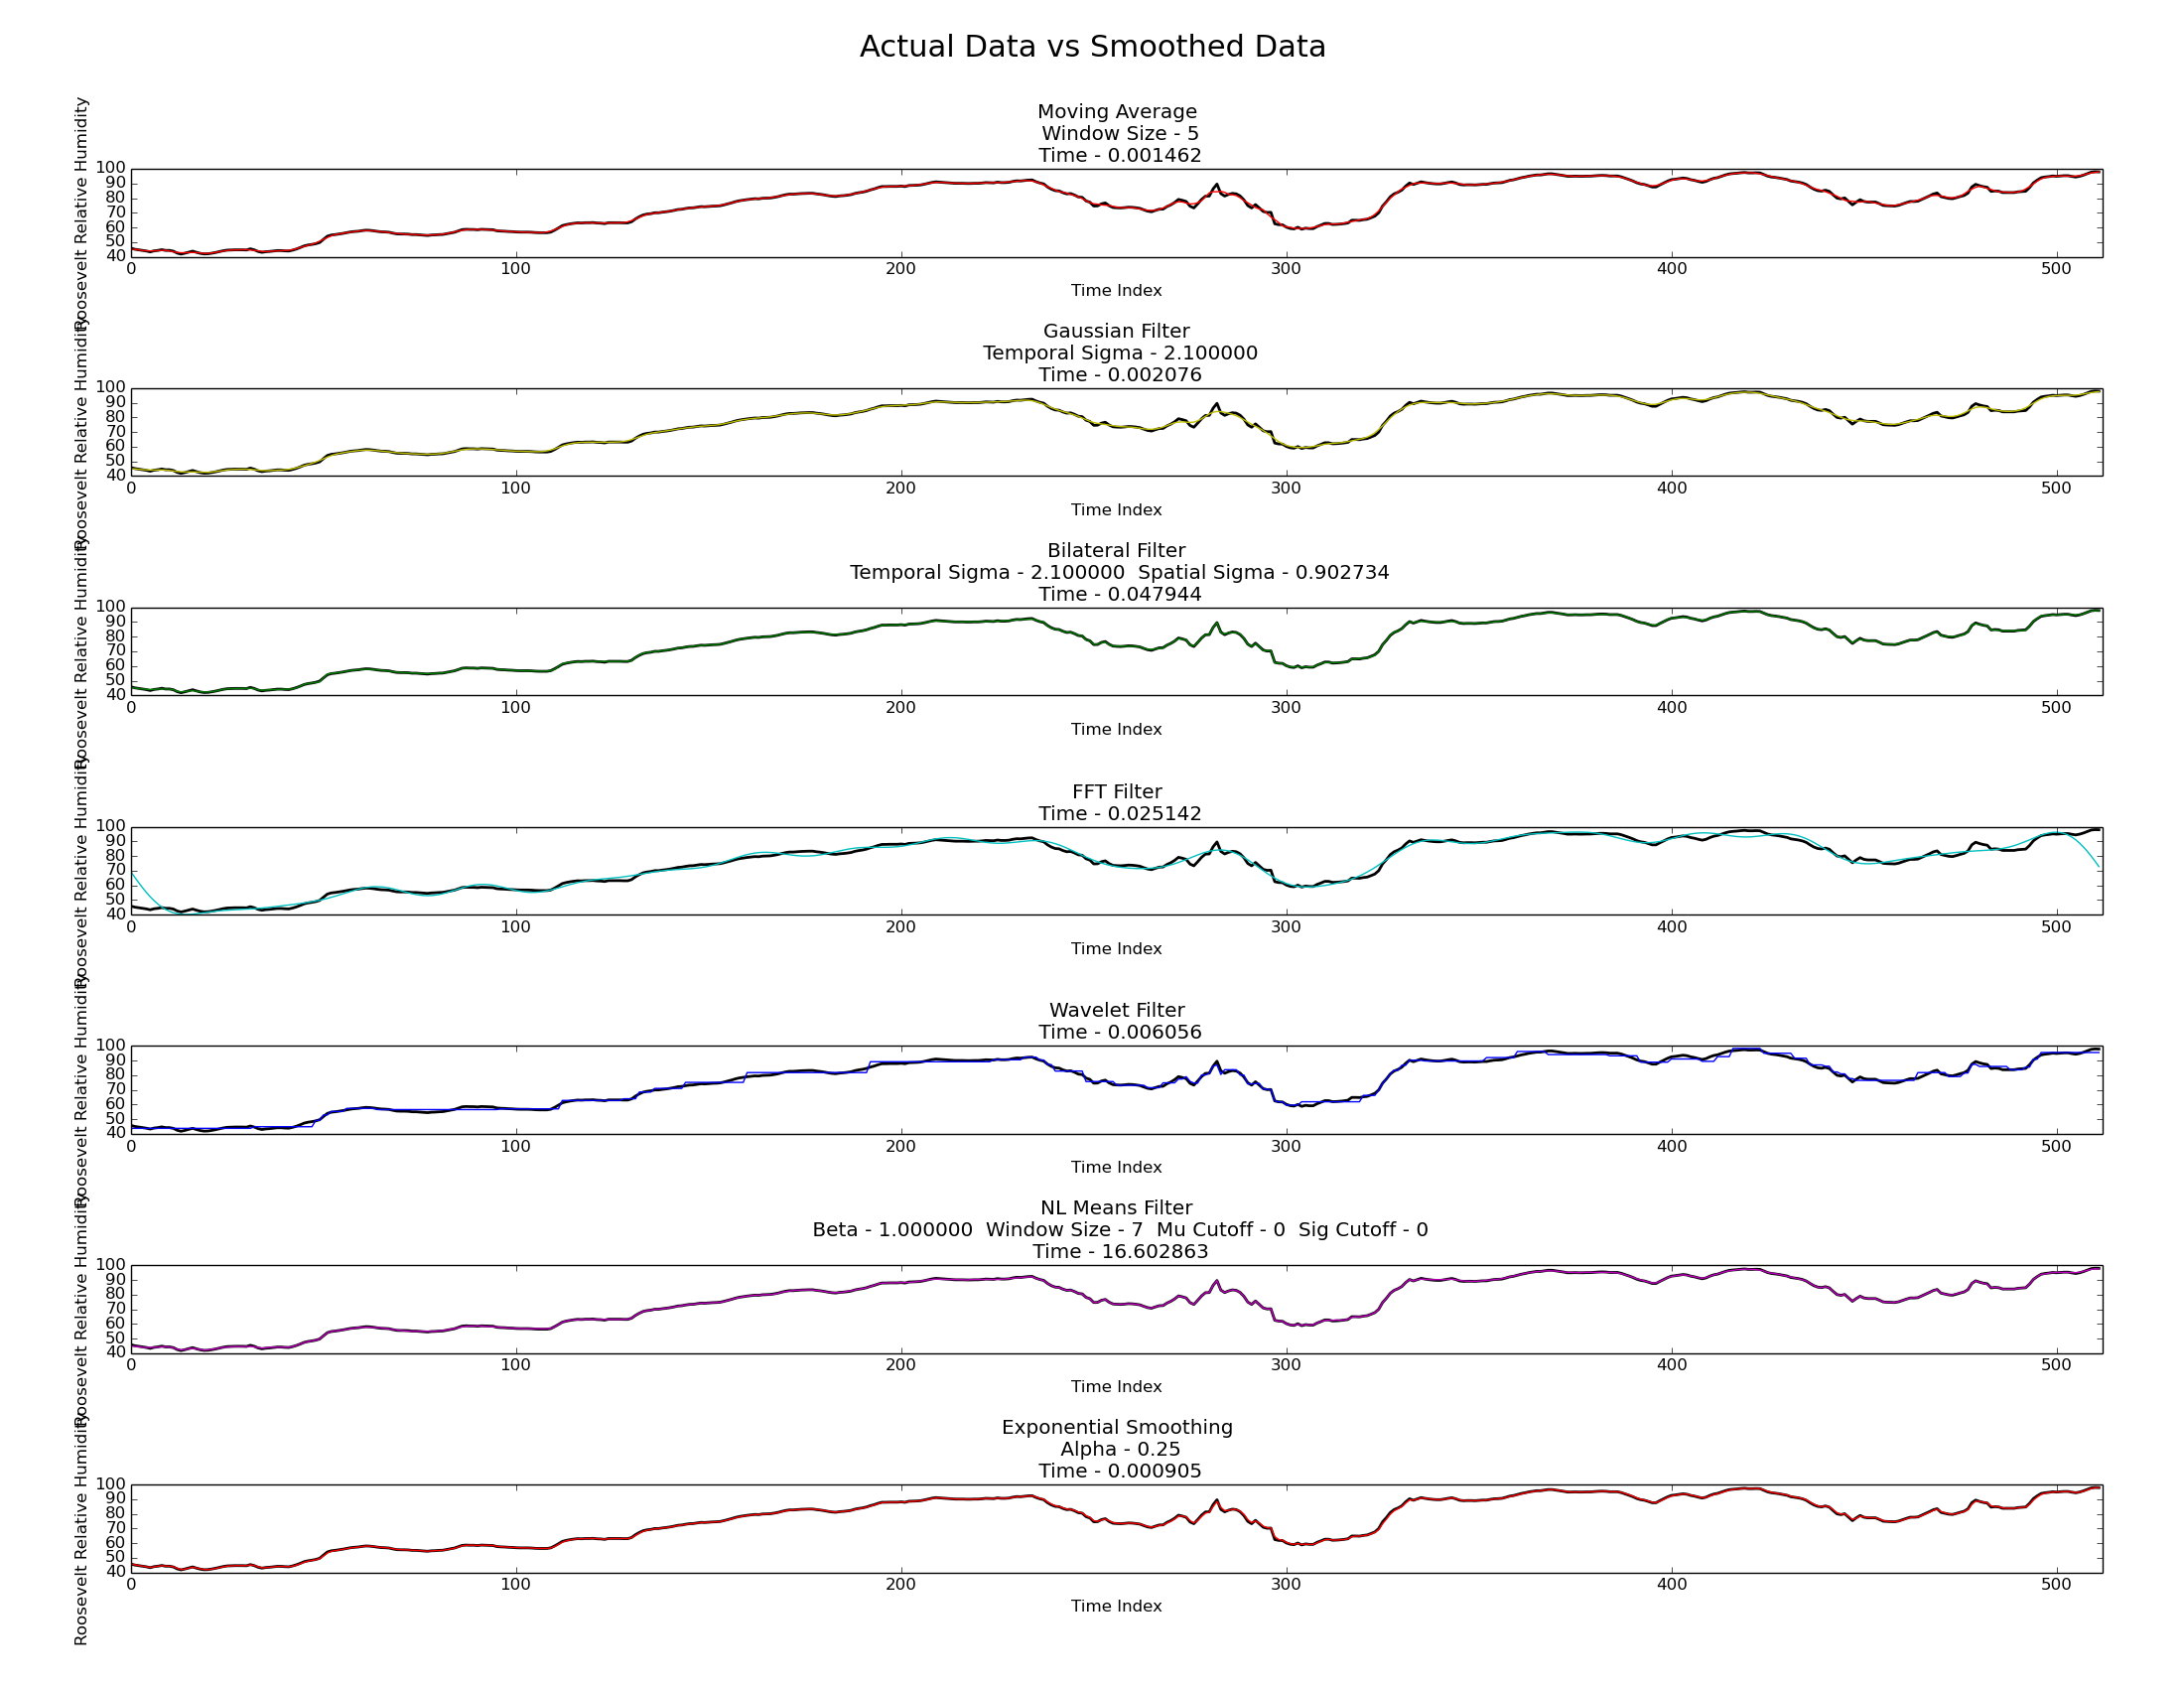 Actual Data vs Smoothed Data
Moving Average
Window Size - 5
Time - 0.001462
Roosevelt Relative Humidity
100
90
80
70
60
50
40
0 100 200 300 400 500
Time Index
Gaussian Filter
Temporal Sigma - 2.100000
Time - 0.002076
Roosevelt Relative Humidity
100
90
80
70
60
50
40
0 100 200 300 400 500
Time Index
Bilateral Filter
Temporal Sigma - 2.100000 Spatial Sigma - 0.902734
Time - 0.047944
Roosevelt Relative Humidity
100
90
80
70
60
50
40
0 100 200 300 400 500
Time Index
FFT Filter
Time - 0.025142
Roosevelt Relative Humidity
100
90
80
70
60
50
40
0 100 200 300 400 500
Time Index
Wavelet Filter
Time - 0.006056
Roosevelt Relative Humidity
100
90
80
70
60
50
40
0 100 200 300 400 500
Time Index
NL Means Filter
Beta - 1.000000 Window Size - 7 Mu Cutoff - 0 Sig Cutoff - 0
Time - 16.602863
Roosevelt Relative Humidity
100
90
80
70
60
50
40
0 100 200 300 400 500
Time Index
Exponential Smoothing
Alpha - 0.25
Time - 0.000905
Roosevelt Relative Humidity
100
90
80
70
60
50
40
0 100 200 300 400 500
Time Index